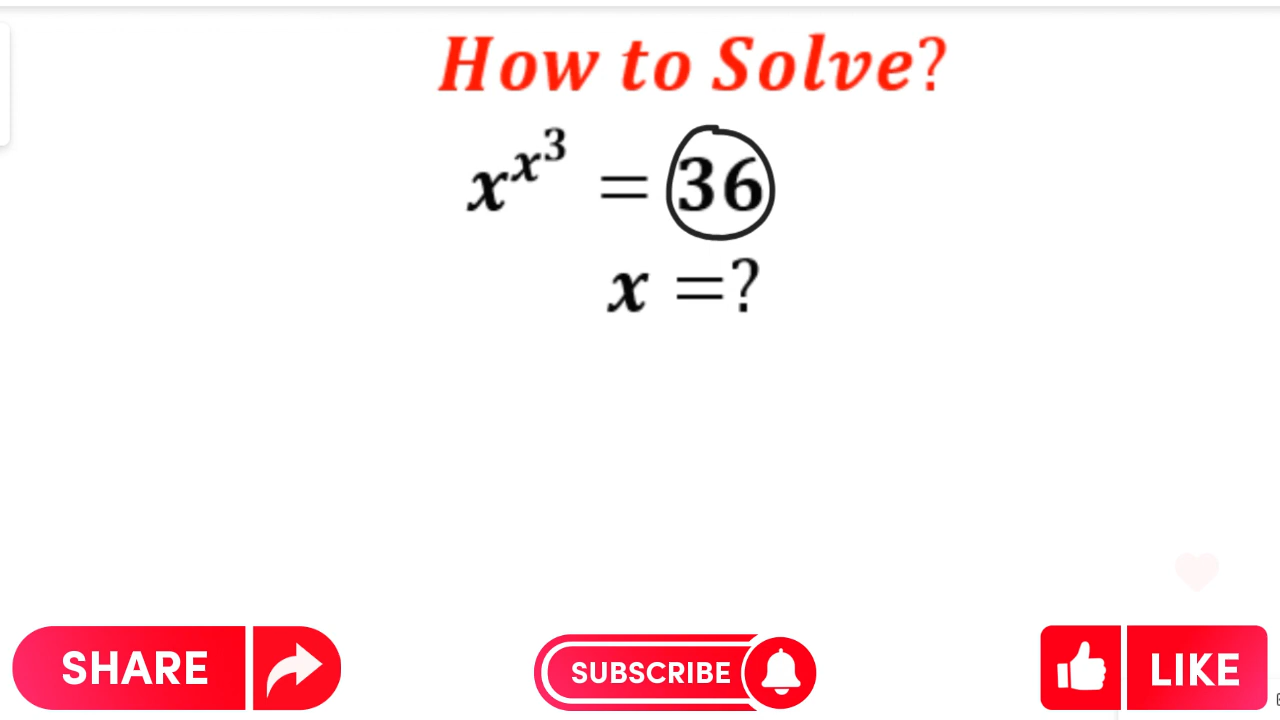 How to Solve?
x^{x^3} = 36
x =?
SHARE
SUBSCRIBE
LIKE